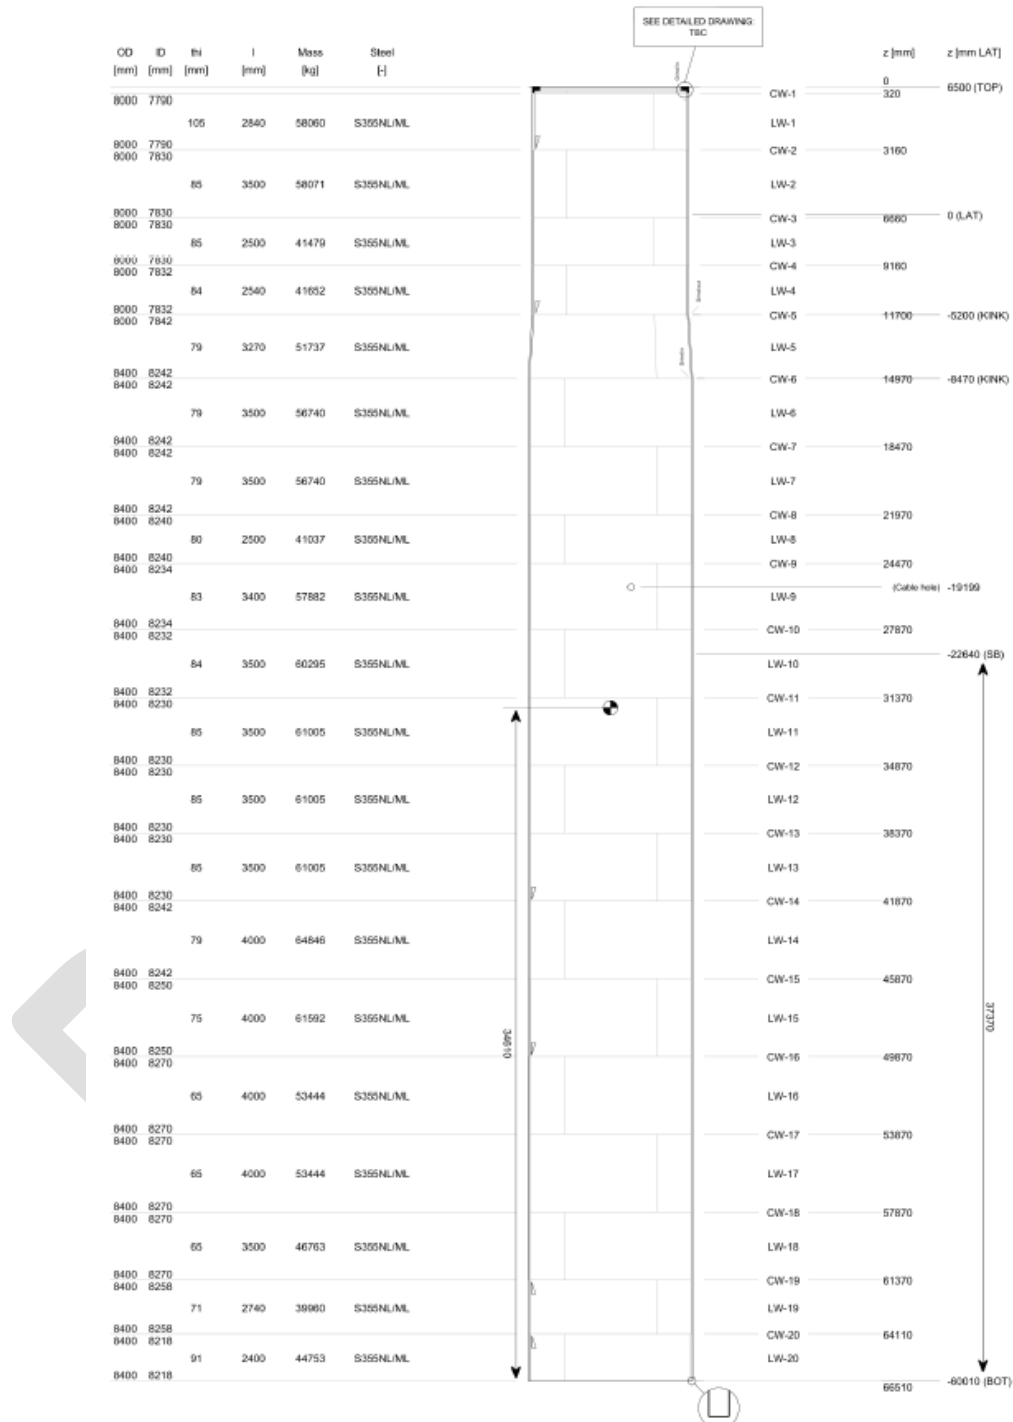 SEE DETAILED DRAWING:
TBC
OD ID thi l Mass Steel z [mm] z [mm LAT]
[mm] [mm] [mm] [mm] [kg] [-]
0
6500 (TOP)
CW-1 320
8000 7790
105 2840 58060 S355NL/ML LW-1
8000 7790
CW-2 3160
8000 7830
85 3500 58071 S355NL/ML LW-2
8000 7830
CW-3 6660 0 (LAT)
8000 7830
85 2500 41479 S355NL/ML LW-3
8000 7830
CW-4 9160
8000 7832
84 2540 41652 S355NL/ML LW-4
8000 7832
CW-5 11700 -5200 (KINK)
8000 7842
79 3270 51737 S355NL/ML LW-5
8400 8242
CW-6 14970 -8470 (KINK)
8400 8242
79 3500 56740 S355NL/ML LW-6
8400 8242
CW-7 18470
8400 8242
79 3500 56740 S355NL/ML LW-7
8400 8242
CW-8 21970
8400 8240
80 2500 41037 S355NL/ML LW-8
8400 8240
CW-9 24470
8400 8234
(Cable hole) -19199
83 3400 57882 S355NL/ML LW-9
8400 8234
CW-10 27870
8400 8232
-22640 (SB)
84 3500 60295 S355NL/ML LW-10
8400 8232
CW-11 31370
8400 8230
85 3500 61005 S355NL/ML LW-11
8400 8230
CW-12 34870
8400 8230
85 3500 61005 S355NL/ML LW-12
8400 8230
CW-13 38370
8400 8230
85 3500 61005 S355NL/ML LW-13
8400 8230
CW-14 41870
8400 8242
79 4000 64846 S355NL/ML LW-14
8400 8242
CW-15 45870
8400 8250
75 4000 61592 S355NL/ML LW-15
37370
34610
8400 8250
CW-16 49870
8400 8270
65 4000 53444 S355NL/ML LW-16
8400 8270
CW-17 53870
8400 8270
65 4000 53444 S355NL/ML LW-17
8400 8270
CW-18 57870
8400 8270
65 3500 46763 S355NL/ML LW-18
8400 8270
CW-19 61370
8400 8258
71 2740 39960 S355NL/ML LW-19
8400 8258
CW-20 64110
8400 8218
91 2400 44753 S355NL/ML LW-20
8400 8218
66510 -60010 (BOT)